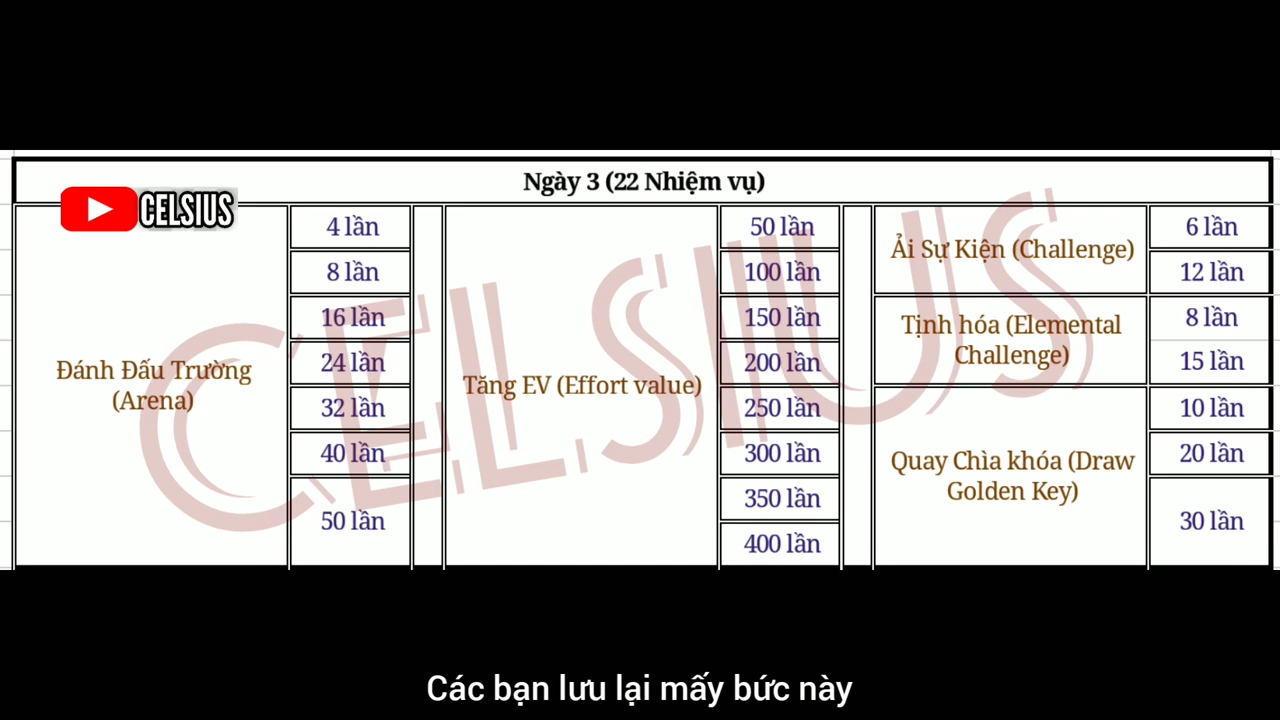 Ngày 3 (22 Nhiệm vụ)
CELSIUS
Đánh Đấu Trường
(Arena)
4 lần
8 lần
16 lần
24 lần
32 lần
40 lần
50 lần
Tăng EV (Effort value)
50 lần
100 lần
150 lần
200 lần
250 lần
300 lần
350 lần
400 lần
Ải Sự Kiện (Challenge)
6 lần
12 lần
Tịnh hóa (Elemental
Challenge)
8 lần
15 lần
Quay Chìa khóa (Draw
Golden Key)
10 lần
20 lần
30 lần
CELSIUS
Các bạn lưu lại mấy bức này